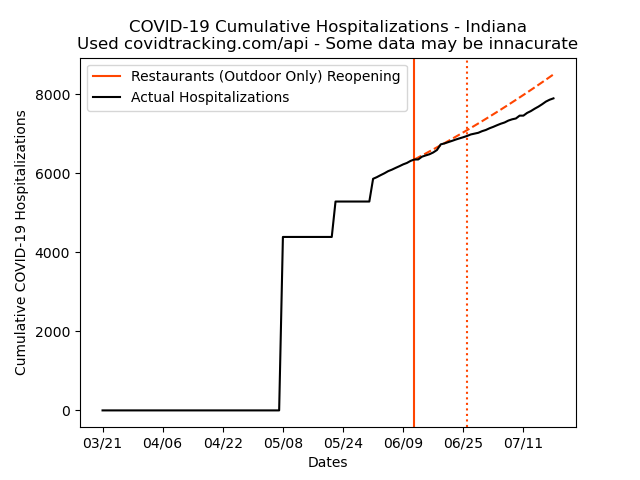 COVID-19 Cumulative Hospitalizations - Indiana
Used covidtracking.com/api - Some data may be innacurate
Restaurants (Outdoor Only) Reopening
Actual Hospitalizations
Cumulative COVID-19 Hospitalizations
8000
6000
4000
2000
0
03/21 04/06 04/22 05/08 05/24 06/09 06/25 07/11
Dates